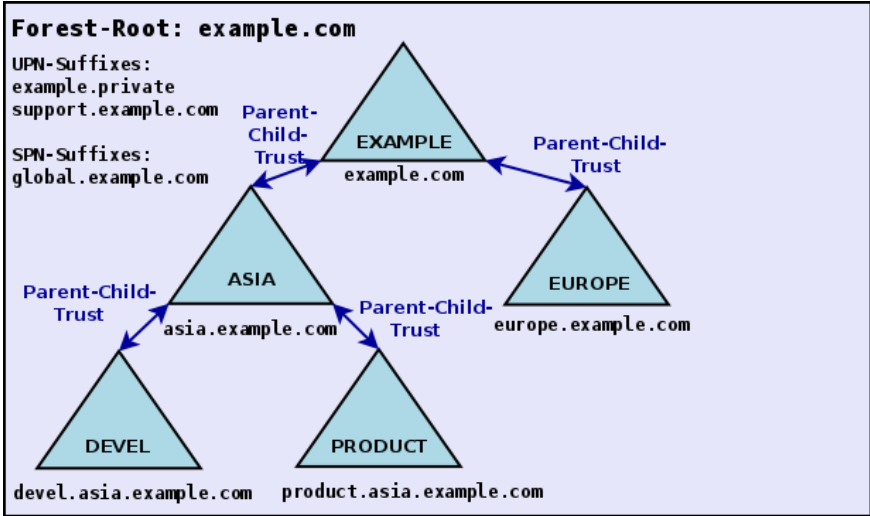 Forest-Root: example.com
UPN-Suffixes:
example.private
support.example.com
SPN-Suffixes:
global.example.com
Parent-
Child-
Trust
EXAMPLE
example.com
Parent-Child-
Trust
ASIA
asia.example.com
EUROPE
europe.example.com
Parent-Child-
Trust
Parent-Child-
Trust
DEVEL
devel.asia.example.com
PRODUCT
product.asia.example.com